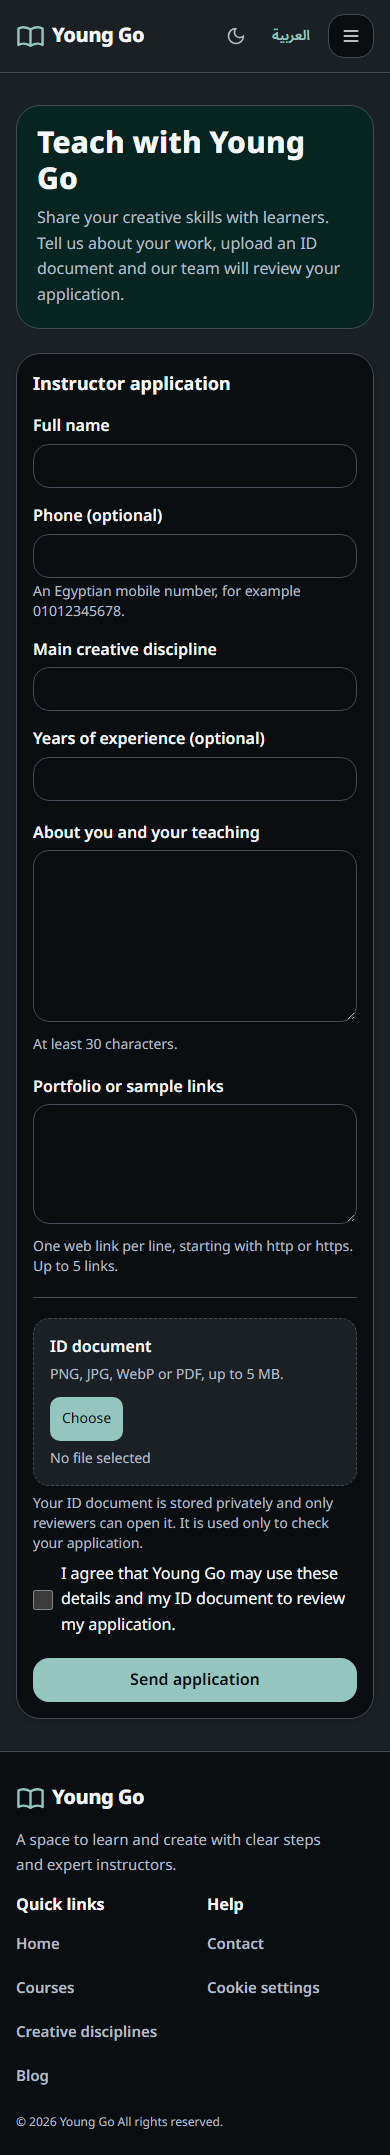 Young Go
العربية
Teach with Young
Go
Share your creative skills with learners.
Tell us about your work, upload an ID
document and our team will review your
application.
Instructor application
Full name
Phone (optional)
An Egyptian mobile number, for example
01012345678.
Main creative discipline
Years of experience (optional)
About you and your teaching
At least 30 characters.
Portfolio or sample links
One web link per line, starting with http or https.
Up to 5 links.
ID document
PNG, JPG, WebP or PDF, up to 5 MB.
Choose
No file selected
Your ID document is stored privately and only
reviewers can open it. It is used only to check
your application.
I agree that Young Go may use these
details and my ID document to review
my application.
Send application
Young Go
A space to learn and create with clear steps
and expert instructors.
Quick links
Help
Home
Contact
Courses
Cookie settings
Creative disciplines
Blog
© 2026 Young Go All rights reserved.